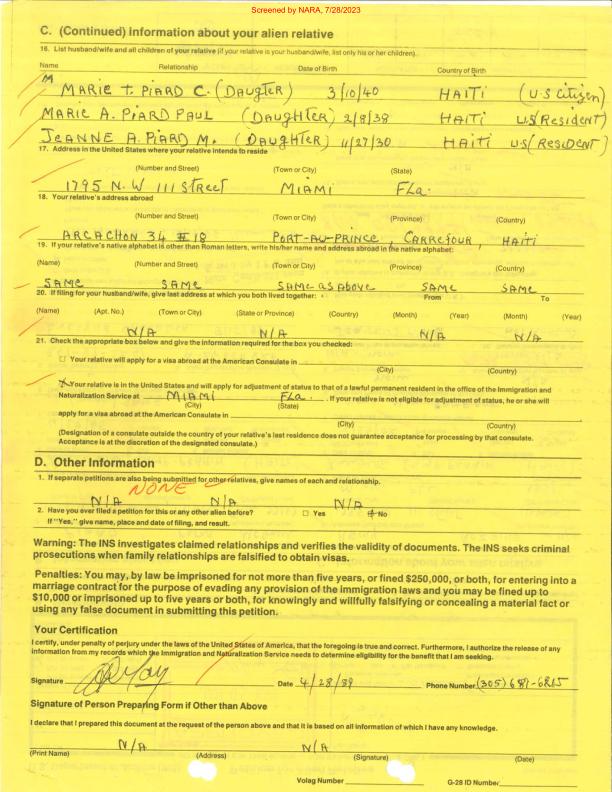 Screened by NARA, 7/28/2023
C. (Continued) Information about your alien relative
16. List husband/wife and all children of your relative (if your relative is your husband/wife, list only his or her children).
Name Relationship Date of Birth Country of Birth
M
MARIE T. PIARD C. (DAugTER) 3/10/40 HAITI (U.S Citizen)
MARIE A. PIARD PAUL (DAUGHTER) 2/8/38 HAITI U.S (RESiDENT)
JEANNE A. PIARD M. (DAUGHTER) 11/27/30 HAITI U.S (RESiDENT)
17. Address in the United States where your relative intends to reside
(Number and Street) (Town or City) (State)
1795 N.W 111 STREET MIAMI FLa.
18. Your relative's address abroad
(Number and Street) (Town or City) (Province) (Country)
ARCACHON 34 # 18 PORT-AU-PRINCE, CARREFOUR, HAITI
19. If your relative's native alphabet is other than Roman letters, write his/her name and address abroad in the native alphabet:
(Name) (Number and Street) (Town or City) (Province) (Country)
SAME SAME SAME AS ABOVE SAME SAME
20. If filing for your husband/wife, give last address at which you both lived together: From To
(Name) (Apt. No.) (Town or City) (State or Province) (Country) (Month) (Year) (Month) (Year)
N/A N/A N/A N/A
21. Check the appropriate box below and give the information required for the box you checked:
Your relative will apply for a visa abroad at the American Consulate in
(City) (Country)
Your relative is in the United States and will apply for adjustment of status to that of a lawful permanent resident in the office of the Immigration and
Naturalization Service at MIAMI FLa. . If your relative is not eligible for adjustment of status, he or she will
(City) (State)
apply for a visa abroad at the American Consulate in
(City) (Country)
(Designation of a consulate outside the country of your relative's last residence does not guarantee acceptance for processing by that consulate.
Acceptance is at the discretion of the designated consulate.)
D. Other Information
1. If separate petitions are also being submitted for other relatives, give names of each and relationship.
NONE
N/A N/A N/A
2. Have you ever filed a petition for this or any other alien before? Yes No
If "Yes," give name, place and date of filing, and result.
Warning: The INS investigates claimed relationships and verifies the validity of documents. The INS seeks criminal
prosecutions when family relationships are falsified to obtain visas.
Penalties: You may, by law be imprisoned for not more than five years, or fined $250,000, or both, for entering into a
marriage contract for the purpose of evading any provision of the immigration laws and you may be fined up to
$10,000 or imprisoned up to five years or both, for knowingly and willfully falsifying or concealing a material fact or
using any false document in submitting this petition.
Your Certification
I certify, under penalty of perjury under the laws of the United States of America, that the foregoing is true and correct. Furthermore, I authorize the release of any
information from my records which the Immigration and Naturalization Service needs to determine eligibility for the benefit that I am seeking.
Signature Date 4/28/89 Phone Number (305) 681-6815
Signature of Person Preparing Form if Other than Above
I declare that I prepared this document at the request of the person above and that it is based on all information of which I have any knowledge.
N/A N/A
(Print Name) (Address) (Signature) (Date)
Volag Number G-28 ID Number